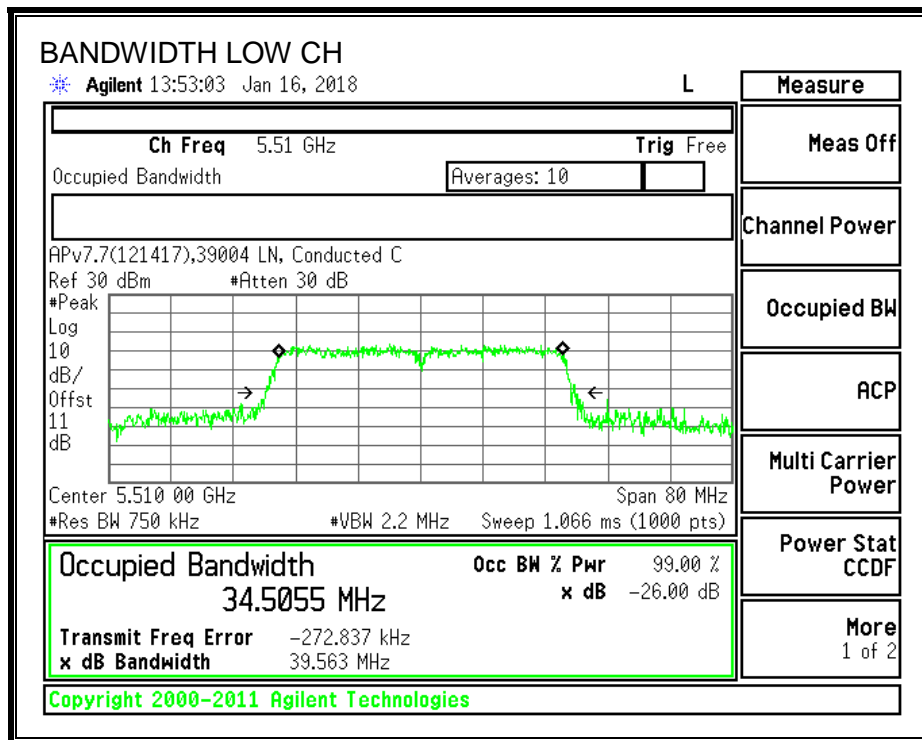 BANDWIDTH LOW CH
Agilent 13:53:03 Jan 16, 2018 L Measure
Ch Freq 5.51 GHz Trig Free
Meas Off
Occupied Bandwidth Averages: 10
Channel Power
APv7.7(121417),39004 LN, Conducted C
Ref 30 dBm #Atten 30 dB
#Peak
Log
10
dB/
Offst
11
dB
Occupied BW
ACP
Multi Carrier
Power
Center 5.510 00 GHz Span 80 MHz
#Res BW 750 kHz #VBW 2.2 MHz Sweep 1.066 ms (1000 pts)
Power Stat
CCDF
Occupied Bandwidth Occ BW % Pwr 99.00 %
34.5055 MHz x dB -26.00 dB
Transmit Freq Error -272.837 kHz
x dB Bandwidth 39.563 MHz
More
1 of 2
Copyright 2000-2011 Agilent Technologies